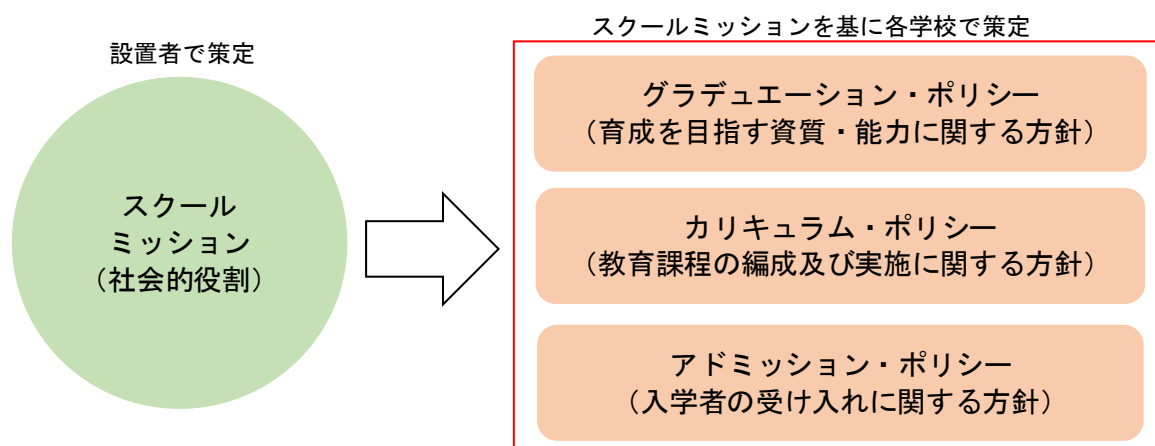 設置者で策定
スクール
ミッション
（社会的役割）
スクールミッションを基に各学校で策定
グラデュエーション・ポリシー
（育成を目指す資質・能力に関する方針）
カリキュラム・ポリシー
（教育課程の編成及び実施に関する方針）
アドミッション・ポリシー
（入学者の受け入れに関する方針）